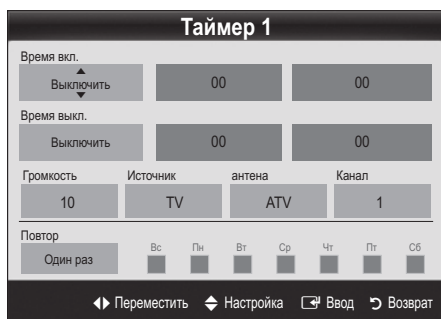 Таймер 1
Время вкл.
Выключить 00 00
Время выкл.
Выключить 00 00
Громкость Источник антена Канал
10 TV ATV 1
Повтор
Один раз Вс Пн Вт Ср Чт Пт Сб
Переместить Настройка Ввод Возврат